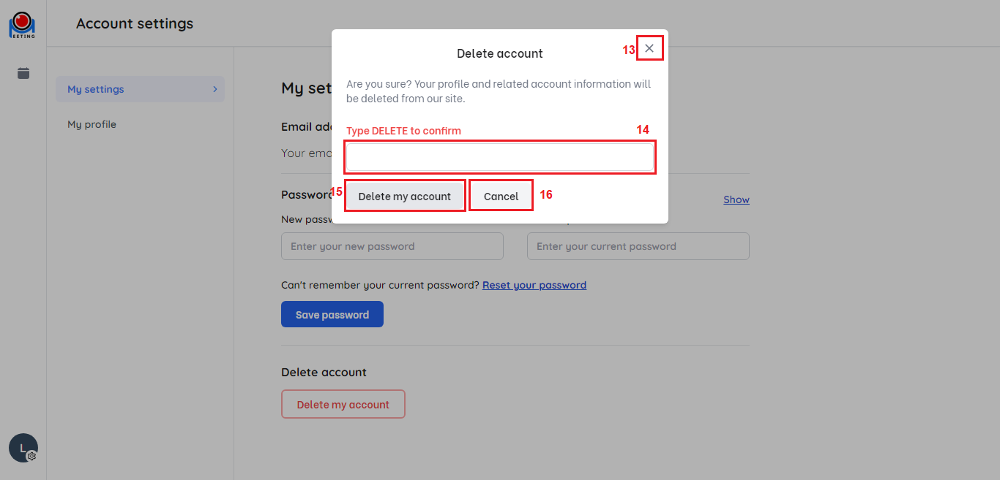 EETING
Account settings
My settings
My profile
My set
Email add
Your ema
Password
New passw
Show
Enter your new password
Enter your current password
Can't remember your current password? Reset your password
Save password
Delete account
Delete my account
L
Delete account
13
Are you sure? Your profile and related account information will
be deleted from our site.
Type DELETE to confirm
14
15
Delete my account
Cancel
16